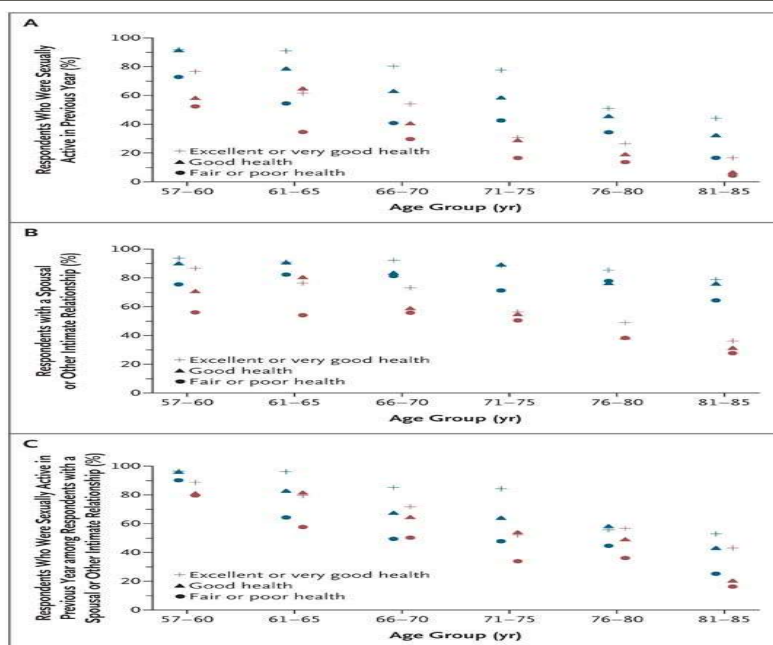 A
Respondents Who Were Sexually
Active in Previous Year (%)
100
80
60
40
20
0
+ Excellent or very good health
▲ Good health
● Fair or poor health
57–60 61–65 66–70 71–75 76–80 81–85
Age Group (yr)
B
Respondents with a Spousal
or Other Intimate Relationship (%)
100
80
60
40
20
0
+ Excellent or very good health
▲ Good health
● Fair or poor health
57–60 61–65 66–70 71–75 76–80 81–85
Age Group (yr)
C
Respondents Who Were Sexually Active in
Previous Year among Respondents with a
Spousal or Other Intimate Relationship (%)
100
80
60
40
20
0
+ Excellent or very good health
▲ Good health
● Fair or poor health
57–60 61–65 66–70 71–75 76–80 81–85
Age Group (yr)